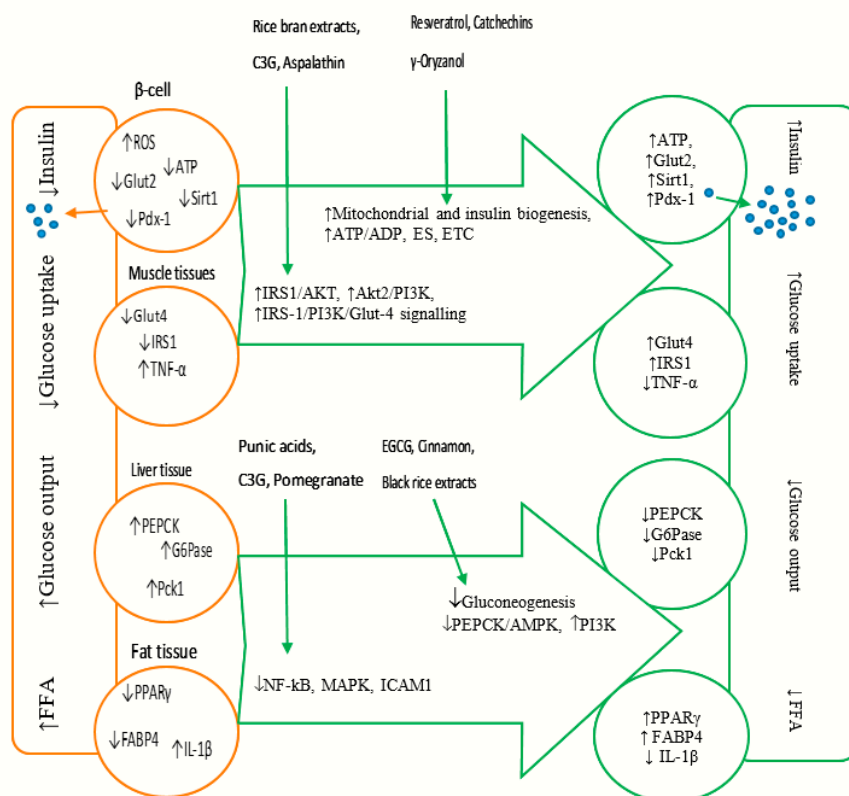 Rice bran extracts,
C3G, Aspalathin
Resveratrol, Catchechins
γ-Oryzanol
β-cell
↑ROS
↓ATP
↓Glut2
↓Sirt1
↓Pdx-1
↓Insulin
↑Mitochondrial and insulin biogenesis,
↑ATP/ADP, ES, ETC
↑ATP,
↑Glut2,
↑Sirt1,
↑Pdx-1
↑Insulin
Muscle tissues
↓Glut4
↓IRS1
↑TNF-α
↓Glucose uptake
↑IRS1/AKT, ↑Akt2/PI3K,
↑IRS-1/PI3K/Glut-4 signalling
↑Glut4
↑IRS1
↓TNF-α
↑Glucose uptake
Punic acids,
C3G, Pomegranate
EGCG, Cinnamon,
Black rice extracts
Liver tissue
↑PEPCK
↑G6Pase
↑Pck1
↑Glucose output
↓Gluconeogenesis
↓PEPCK/AMPK, ↑PI3K
↓PEPCK
↓G6Pase
↓Pck1
↓Glucose output
Fat tissue
↓PPARγ
↓FABP4
↑IL-1β
↑FFA
↓NF-kB, MAPK, ICAM1
↑PPARγ
↑ FABP4
↓ IL-1β
↓ FFA